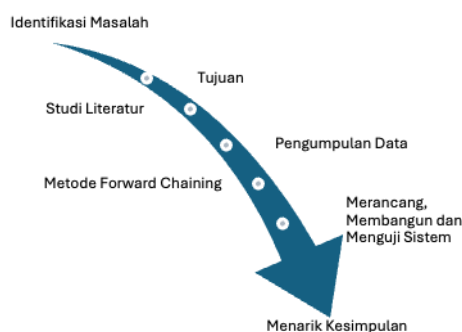 Identifikasi Masalah
Tujuan
Studi Literatur
Pengumpulan Data
Metode Forward Chaining
Merancang,
Membangun dan
Menguji Sistem
Menarik Kesimpulan